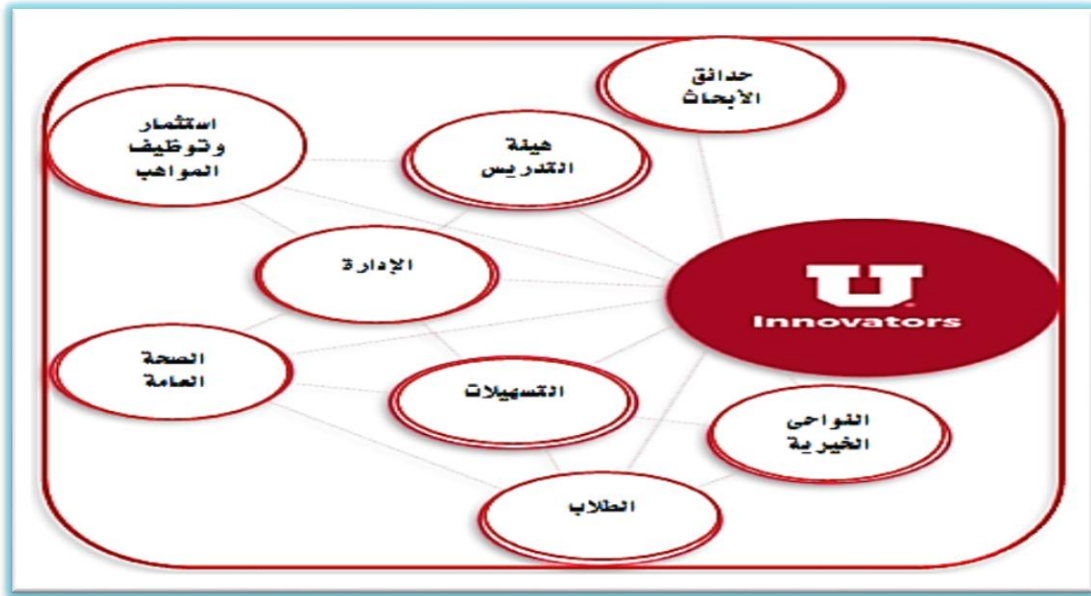 حدائق
الأبحاث
استثمار
وتوظيف
المواهب
هيئة
التدريس
الإدارة
U
Innovators
الصحة
العامة
التسهيلات
النواحى
الخيرية
الطلاب